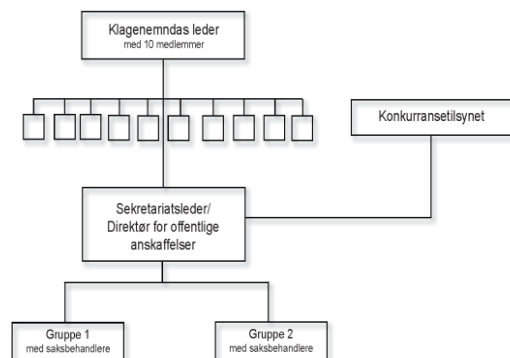 Klagenemndas leder
med 10 medlemmer
Konkurransetilsynet
Sekretariatsleder/
Direktør for offentlige
anskaffelser
Gruppe 1
med saksbehandlere
Gruppe 2
med saksbehandlere